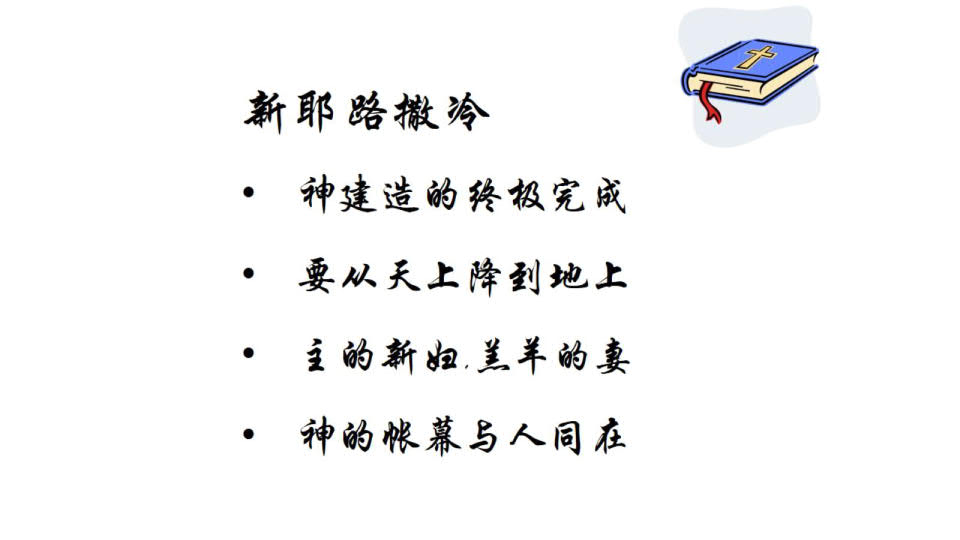 新耶路撒冷
• 神建造的终极完成
• 要从天上降到地上
• 主的新妇,羔羊的妻
• 神的帐幕与人同在